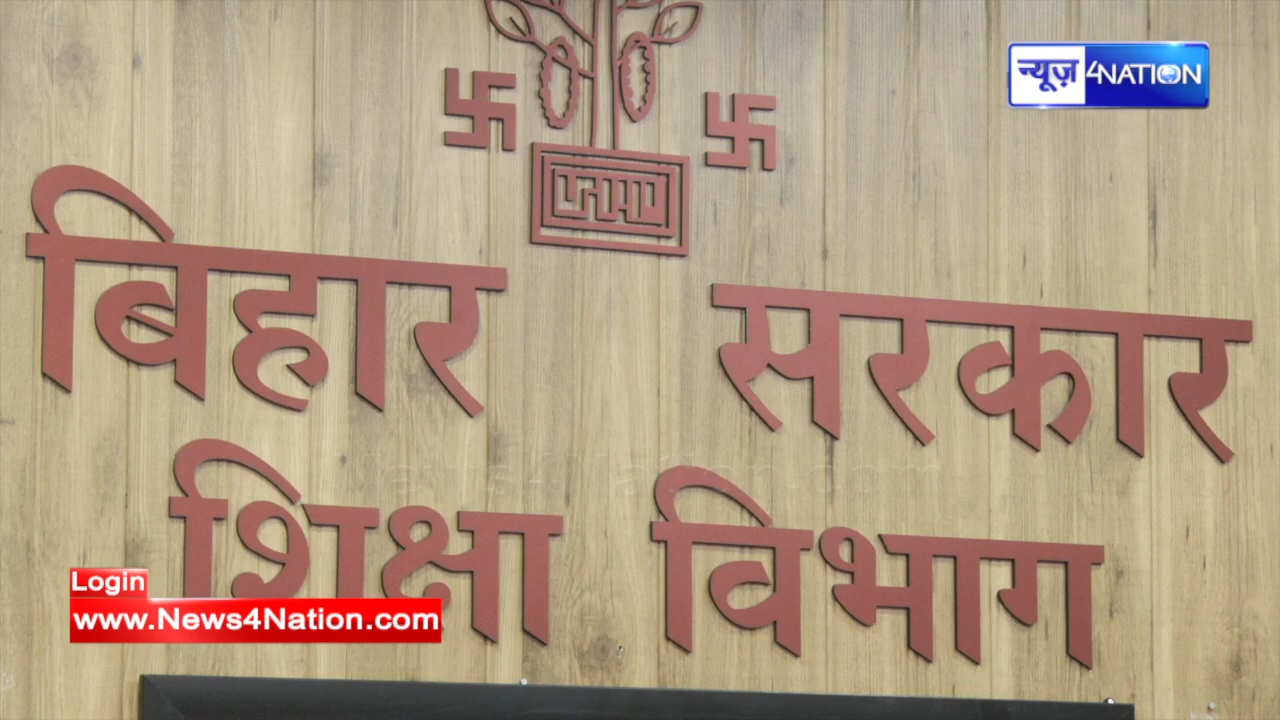 न्यूज़ 4NATION
बिहार सरकार
शिक्षा विभाग
Login
www.News4Nation.com